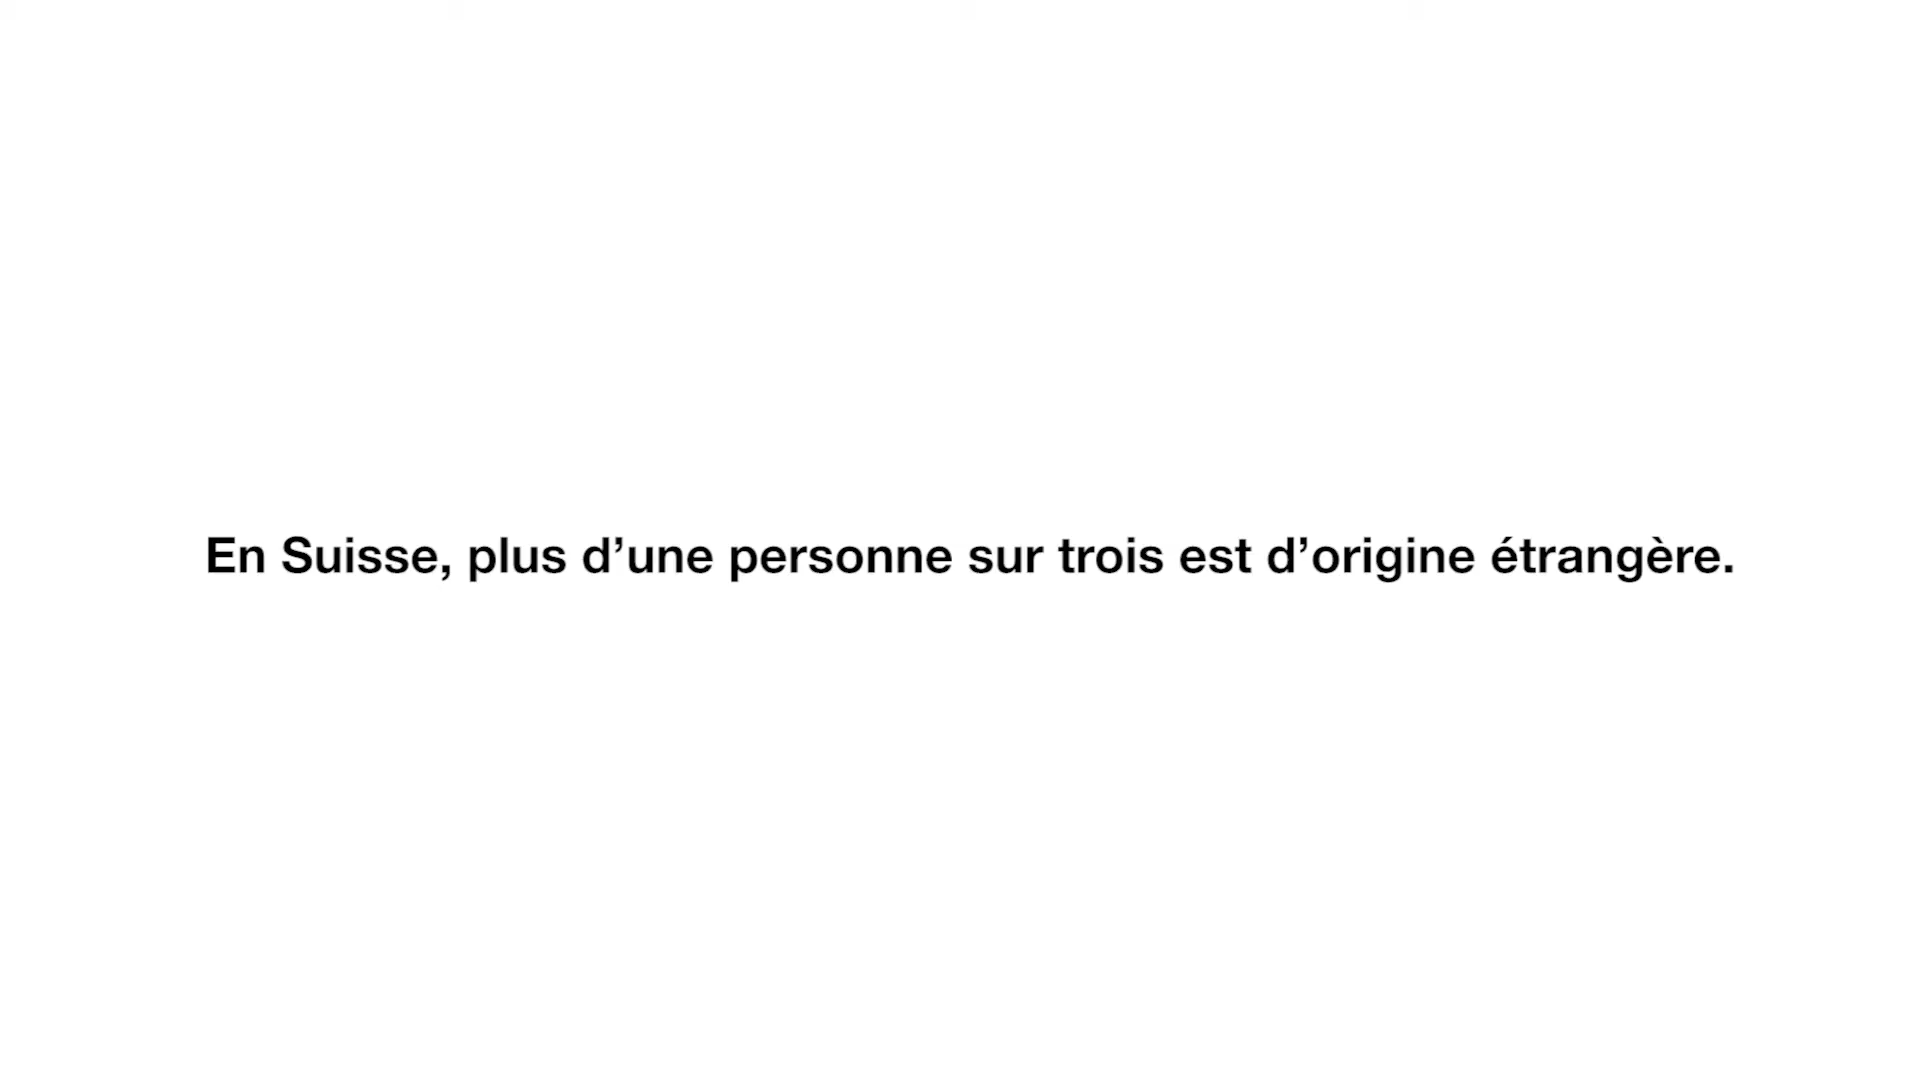 En Suisse, plus d’une personne sur trois est d’origine étrangère.